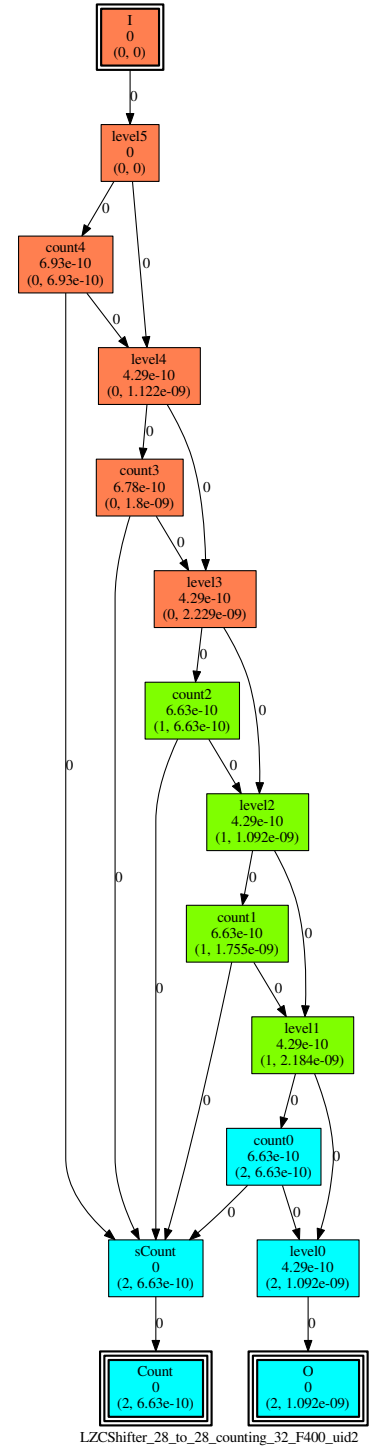 I
0
(0, 0)
0
level5
0
(0, 0)
0
count4
6.93e-10
(0, 6.93e-10)
0
0
level4
4.29e-10
(0, 1.122e-09)
0
count3
6.78e-10
(0, 1.8e-09)
0
0
level3
4.29e-10
(0, 2.229e-09)
0
count2
6.63e-10
(1, 6.63e-10)
0
0
0
level2
4.29e-10
(1, 1.092e-09)
0
0
count1
6.63e-10
(1, 1.755e-09)
0
0
0
level1
4.29e-10
(1, 2.184e-09)
0
0
count0
6.63e-10
(2, 6.63e-10)
0
0
0
sCount
0
(2, 6.63e-10)
level0
4.29e-10
(2, 1.092e-09)
0
0
Count
0
(2, 6.63e-10)
O
0
(2, 1.092e-09)
LZCShifter_28_to_28_counting_32_F400_uid2